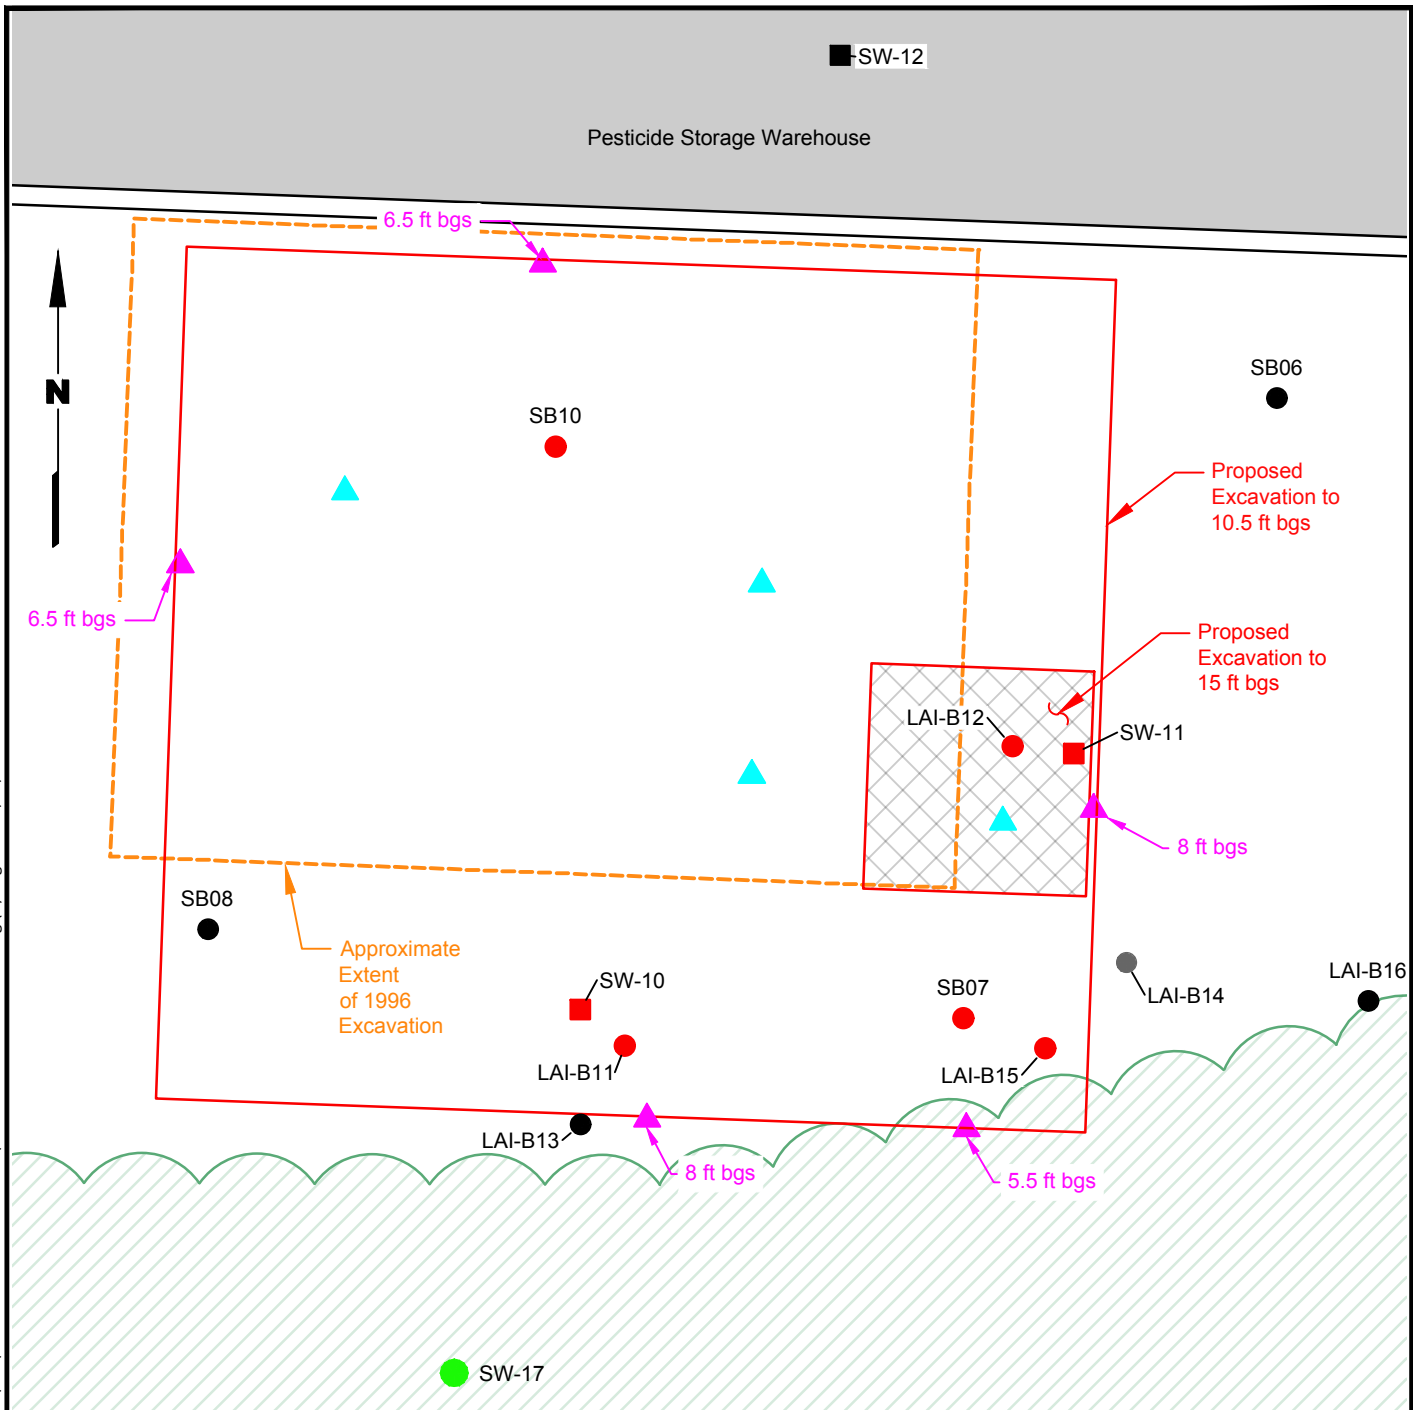 SW-12
Pesticide Storage Warehouse
6.5 ft bgs
N
SB06
SB10
Proposed
Excavation to
10.5 ft bgs
6.5 ft bgs
Proposed
Excavation to
15 ft bgs
LAI-B12
SW-11
8 ft bgs
SB08
Approximate
Extent
of 1996
Excavation
SW-10
SB07
LAI-B14
LAI-B16
LAI-B11
LAI-B15
LAI-B13
8 ft bgs
5.5 ft bgs
SW-17